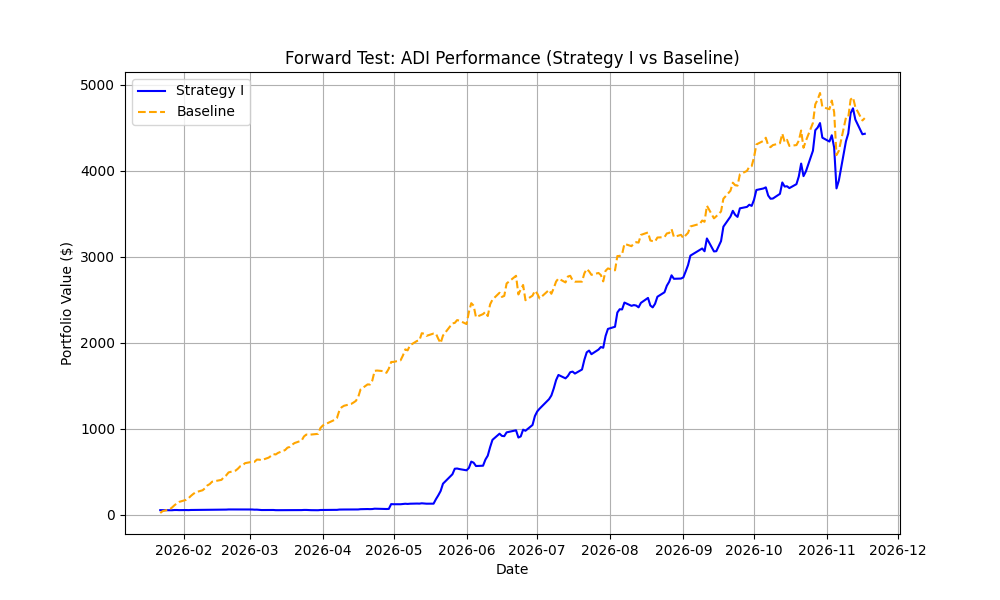 Forward Test: ADI Performance (Strategy I vs Baseline)
Strategy I
Baseline
Portfolio Value ($)
5000
4000
3000
2000
1000
0
2026-02 2026-03 2026-04 2026-05 2026-06 2026-07 2026-08 2026-09 2026-10 2026-11 2026-12
Date